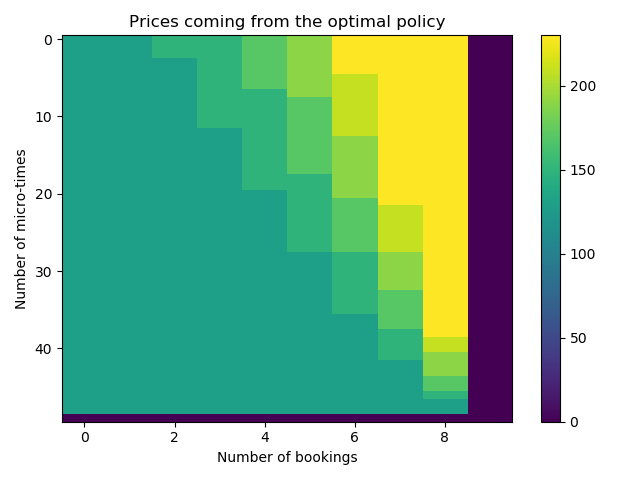 Prices coming from the optimal policy
0
10
20
30
40
Number of micro-times
0 2 4 6 8
Number of bookings
200
150
100
50
0